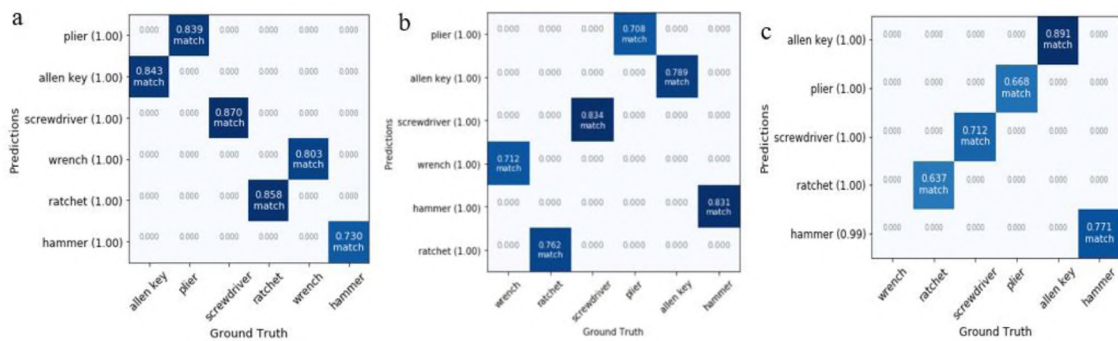 a
plier (1.00) 0.000 0.839 match 0.000 0.000 0.000 0.000
allen key (1.00) 0.843 match 0.000 0.000 0.000 0.000 0.000
screwdriver (1.00) 0.000 0.000 0.870 match 0.000 0.000 0.000
wrench (1.00) 0.000 0.000 0.000 0.000 0.803 match 0.000
ratchet (1.00) 0.000 0.000 0.000 0.858 match 0.000 0.000
hammer (1.00) 0.000 0.000 0.000 0.000 0.000 0.730 match
Predictions
allen key plier screwdriver ratchet wrench hammer
Ground Truth
b
plier (1.00) 0.000 0.000 0.000 0.708 match 0.000 0.000
allen key (1.00) 0.000 0.000 0.000 0.000 0.789 match 0.000
screwdriver (1.00) 0.000 0.000 0.834 match 0.000 0.000 0.000
wrench (1.00) 0.712 match 0.000 0.000 0.000 0.000 0.000
hammer (1.00) 0.000 0.000 0.000 0.000 0.000 0.831 match
ratchet (1.00) 0.000 0.762 match 0.000 0.000 0.000 0.000
Predictions
wrench ratchet screwdriver plier allen key hammer
Ground Truth
c
allen key (1.00) 0.000 0.000 0.000 0.000 0.891 match 0.000
plier (1.00) 0.000 0.000 0.000 0.668 match 0.000 0.000
screwdriver (1.00) 0.000 0.000 0.712 match 0.000 0.000 0.000
ratchet (1.00) 0.000 0.637 match 0.000 0.000 0.000 0.000
hammer (0.99) 0.000 0.000 0.000 0.000 0.000 0.771 match
Predictions
wrench ratchet screwdriver plier allen key hammer
Ground Truth